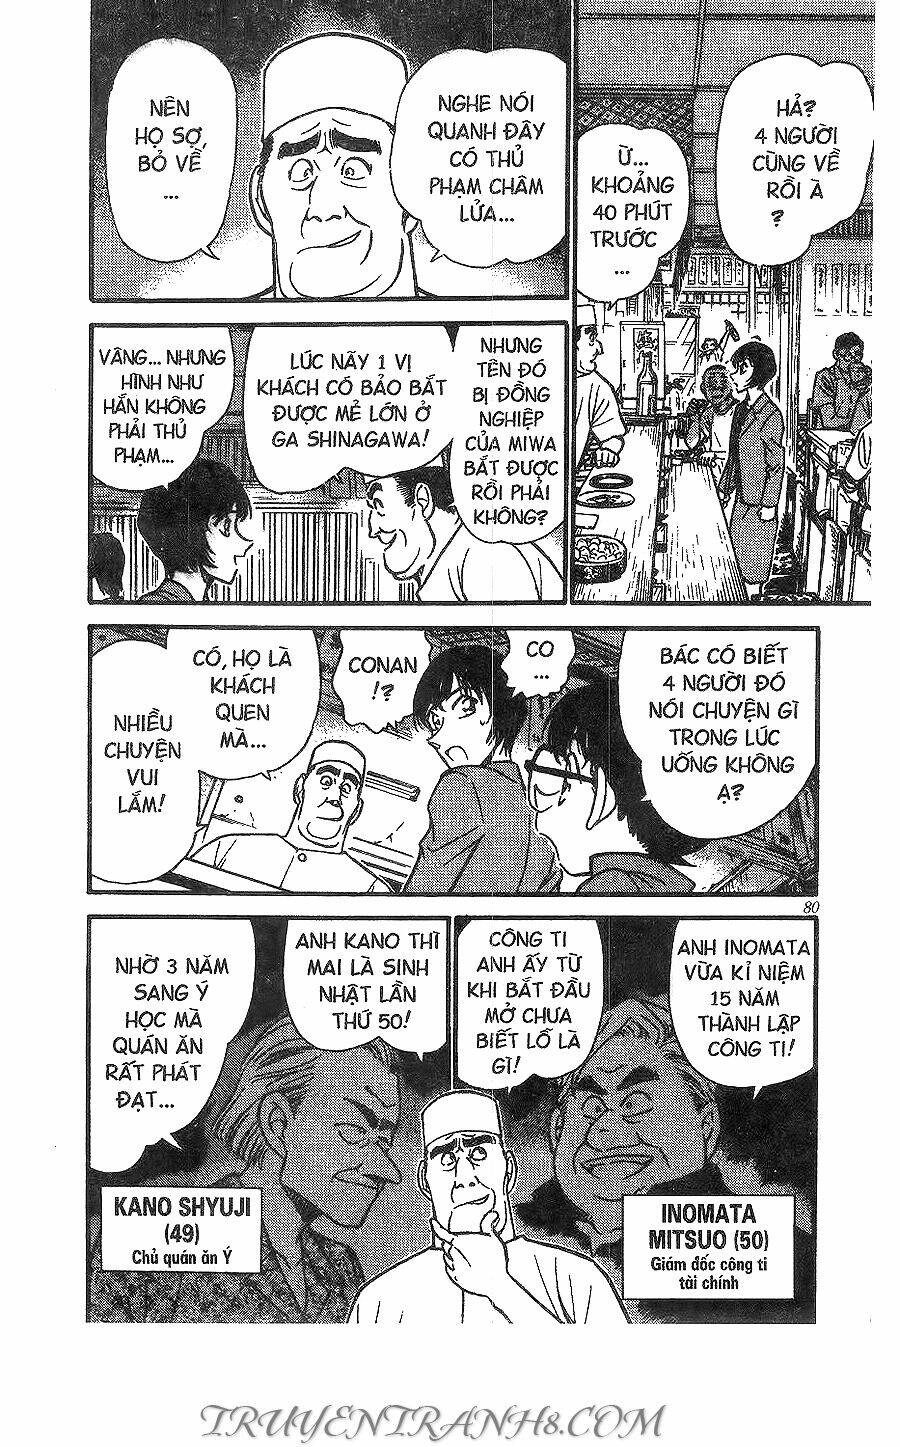 HẢ?
4 NGƯỜI
CÙNG VỀ
RỒI À
?
Ừ...
KHOẢNG
40 PHÚT
TRƯỚC
...
NGHE NÓI
QUANH ĐÂY
CÓ THỦ
PHẠM CHÂM
LỬA...
NÊN
HỌ SỢ,
BỎ VỀ
...
NHƯNG
TÊN ĐÓ
BỊ ĐỒNG
NGHIỆP
CỦA MIWA
BẮT ĐƯỢC
RỒI PHẢI
KHÔNG?
LÚC NÃY 1 VỊ
KHÁCH CÓ BẢO BẮT
ĐƯỢC MẺ LỚN Ở
GA SHINAGAWA!
VÂNG... NHƯNG
HÌNH NHƯ
HẮN KHÔNG
PHẢI THỦ
PHẠM...
BÁC CÓ BIẾT
4 NGƯỜI ĐÓ
NÓI CHUYỆN GÌ
TRONG LÚC
UỐNG KHÔNG
Ạ?
CO
...
CONAN
!?
CÓ, HỌ LÀ
KHÁCH
QUEN
MÀ...
NHIỀU
CHUYỆN
VUI
LẮM!
80
ANH INOMATA
VỪA KỈ NIỆM
15 NĂM
THÀNH LẬP
CÔNG TI!
CÔNG TI
ANH ẤY TỪ
KHI BẮT ĐẦU
MỞ CHƯA
BIẾT LỖ LÀ
GÌ!
INOMATA
MITSUO (50)
Giám đốc công ti
tài chính
ANH KANO THÌ
MAI LÀ SINH
NHẬT LẦN
THỨ 50!
NHỜ 3 NĂM
SANG Ý
HỌC MÀ
QUÁN ĂN
RẤT PHÁT
ĐẠT...
KANO SHYUJI
(49)
Chủ quán ăn Ý
TRUYENTRANH8.COM